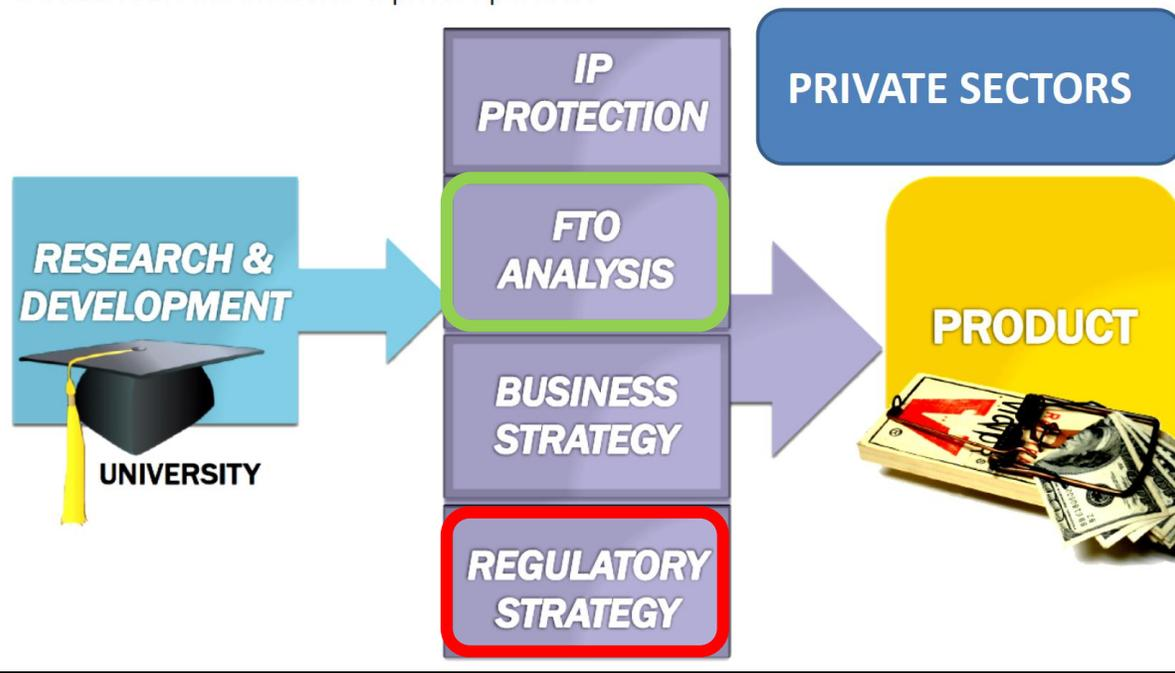 RESEARCH &
DEVELOPMENT
UNIVERSITY
IP
PROTECTION
FTO
ANALYSIS
BUSINESS
STRATEGY
REGULATORY
STRATEGY
PRIVATE SECTORS
PRODUCT